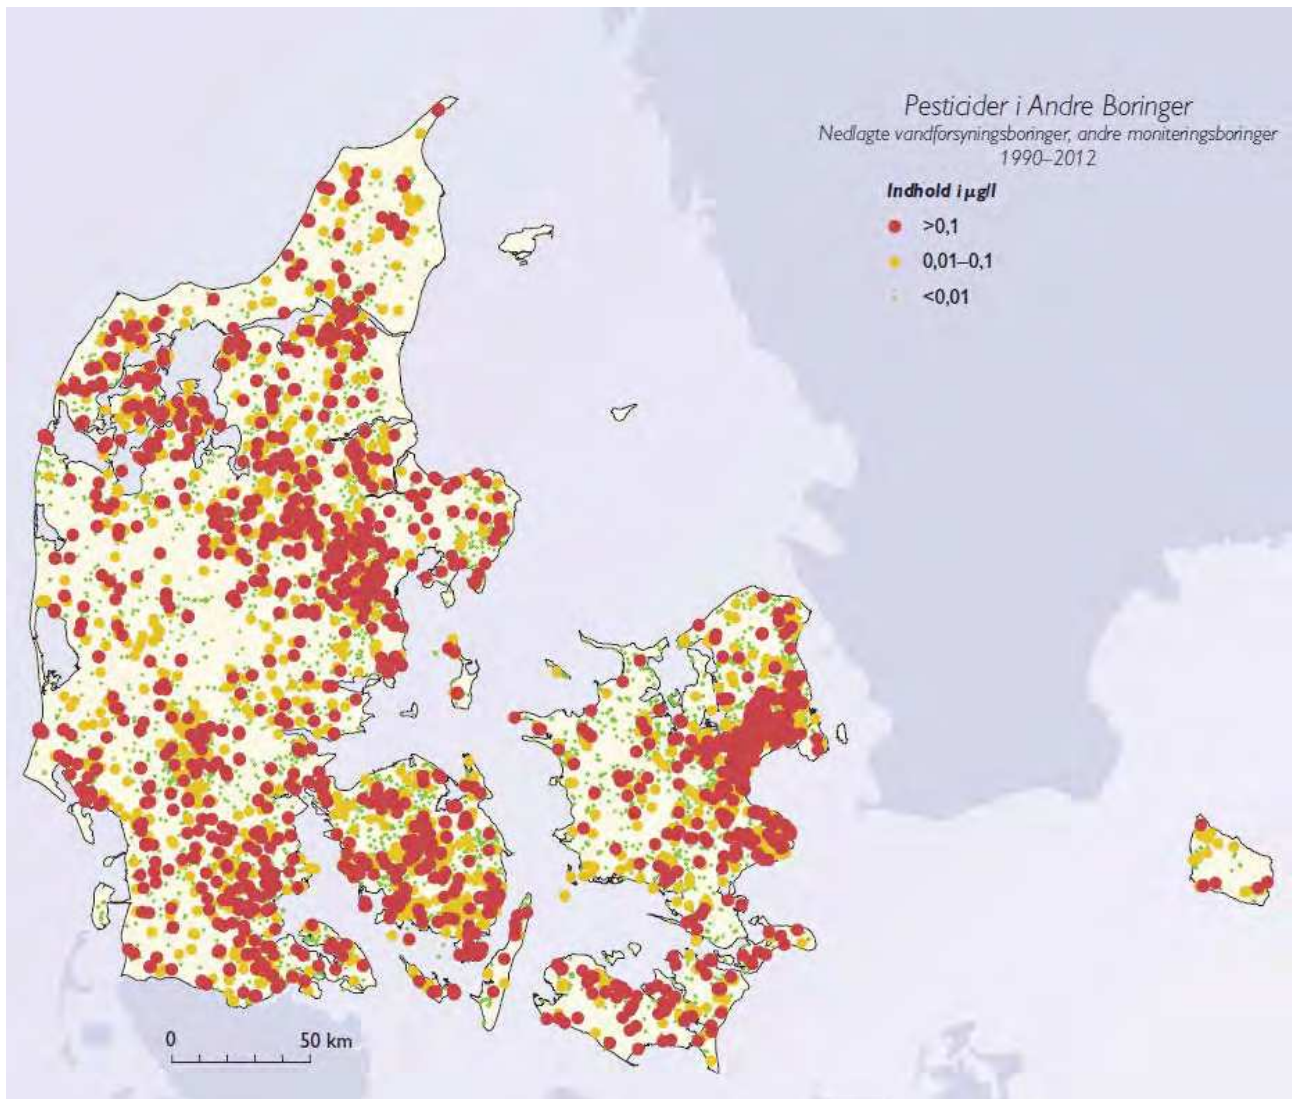 Pesticider i Andre Boringer
Nedlagte vandforsyningsboringer, andre moniteringsboringer
1990–2012
Indhold i µg/l
>0,1
0,01–0,1
<0,01
0 50 km